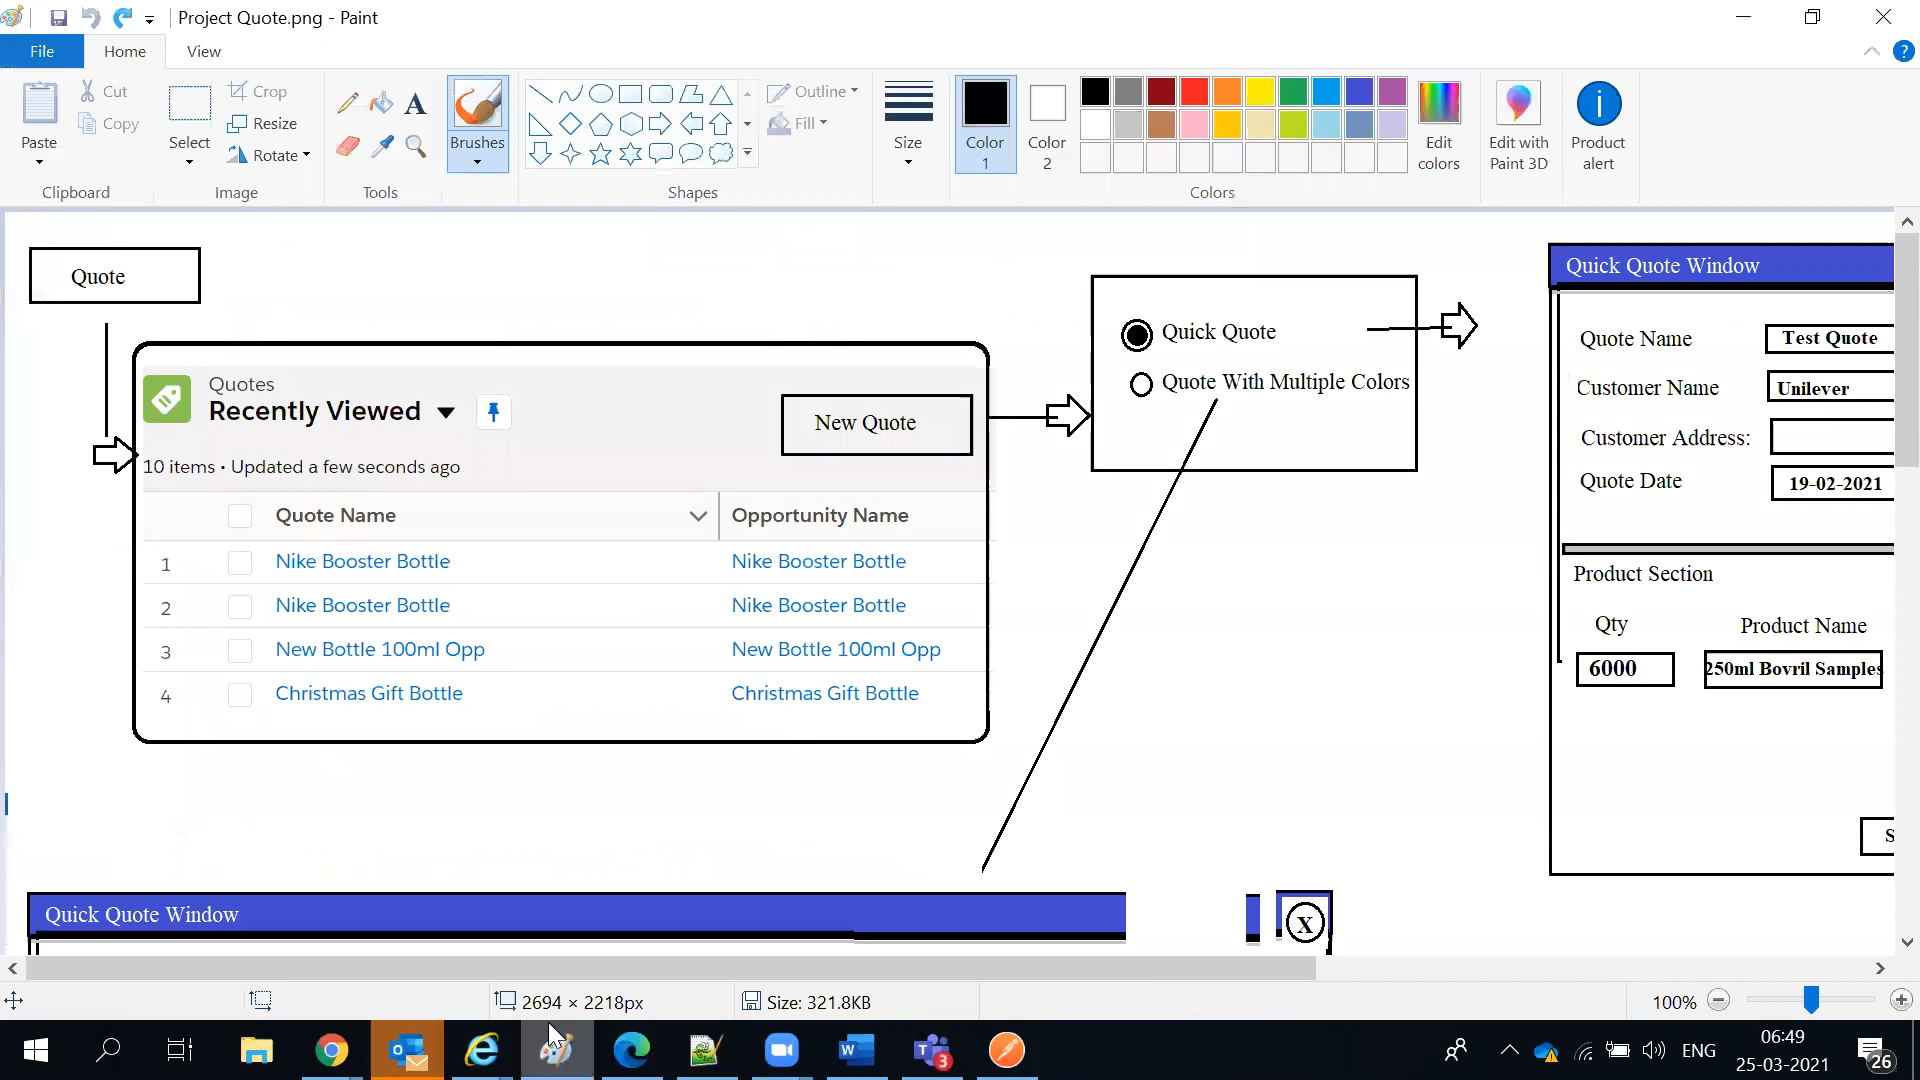 Project Quote.png - Paint
File
Home
View
Paste
Cut
Copy
Clipboard
Select
Crop
Resize
Rotate
Image
A
Tools
Brushes
Shapes
Outline
Fill
Size
Color
1
Color
2
Colors
Edit
colors
Edit with
Paint 3D
Product
alert
Quote
Quotes
Recently Viewed
New Quote
10 items • Updated a few seconds ago
Quote Name
Opportunity Name
1 Nike Booster Bottle Nike Booster Bottle
2 Nike Booster Bottle Nike Booster Bottle
3 New Bottle 100ml Opp New Bottle 100ml Opp
4 Christmas Gift Bottle Christmas Gift Bottle
Quick Quote
Quote With Multiple Colors
Quick Quote Window
Quote Name Test Quote
Customer Name Unilever
Customer Address:
Quote Date 19-02-2021
Product Section
Qty Product Name
6000 250ml Bovril Samples
S
Quick Quote Window
X
2694 × 2218px
Size: 321.8KB
100%
3
ENG
06:49
25-03-2021
26